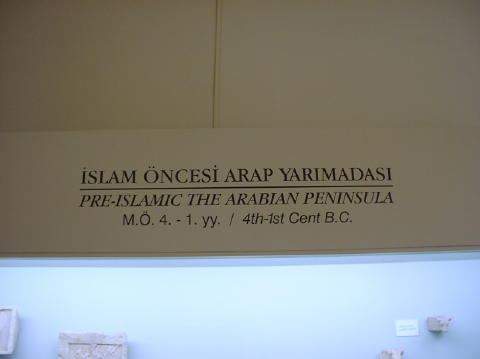 İSLAM ÖNCESİ ARAP YARIMADASI
PRE-ISLAMIC THE ARABIAN PENINSULA
M.Ö. 4. - 1. yy. / 4th-1st Cent B.C.